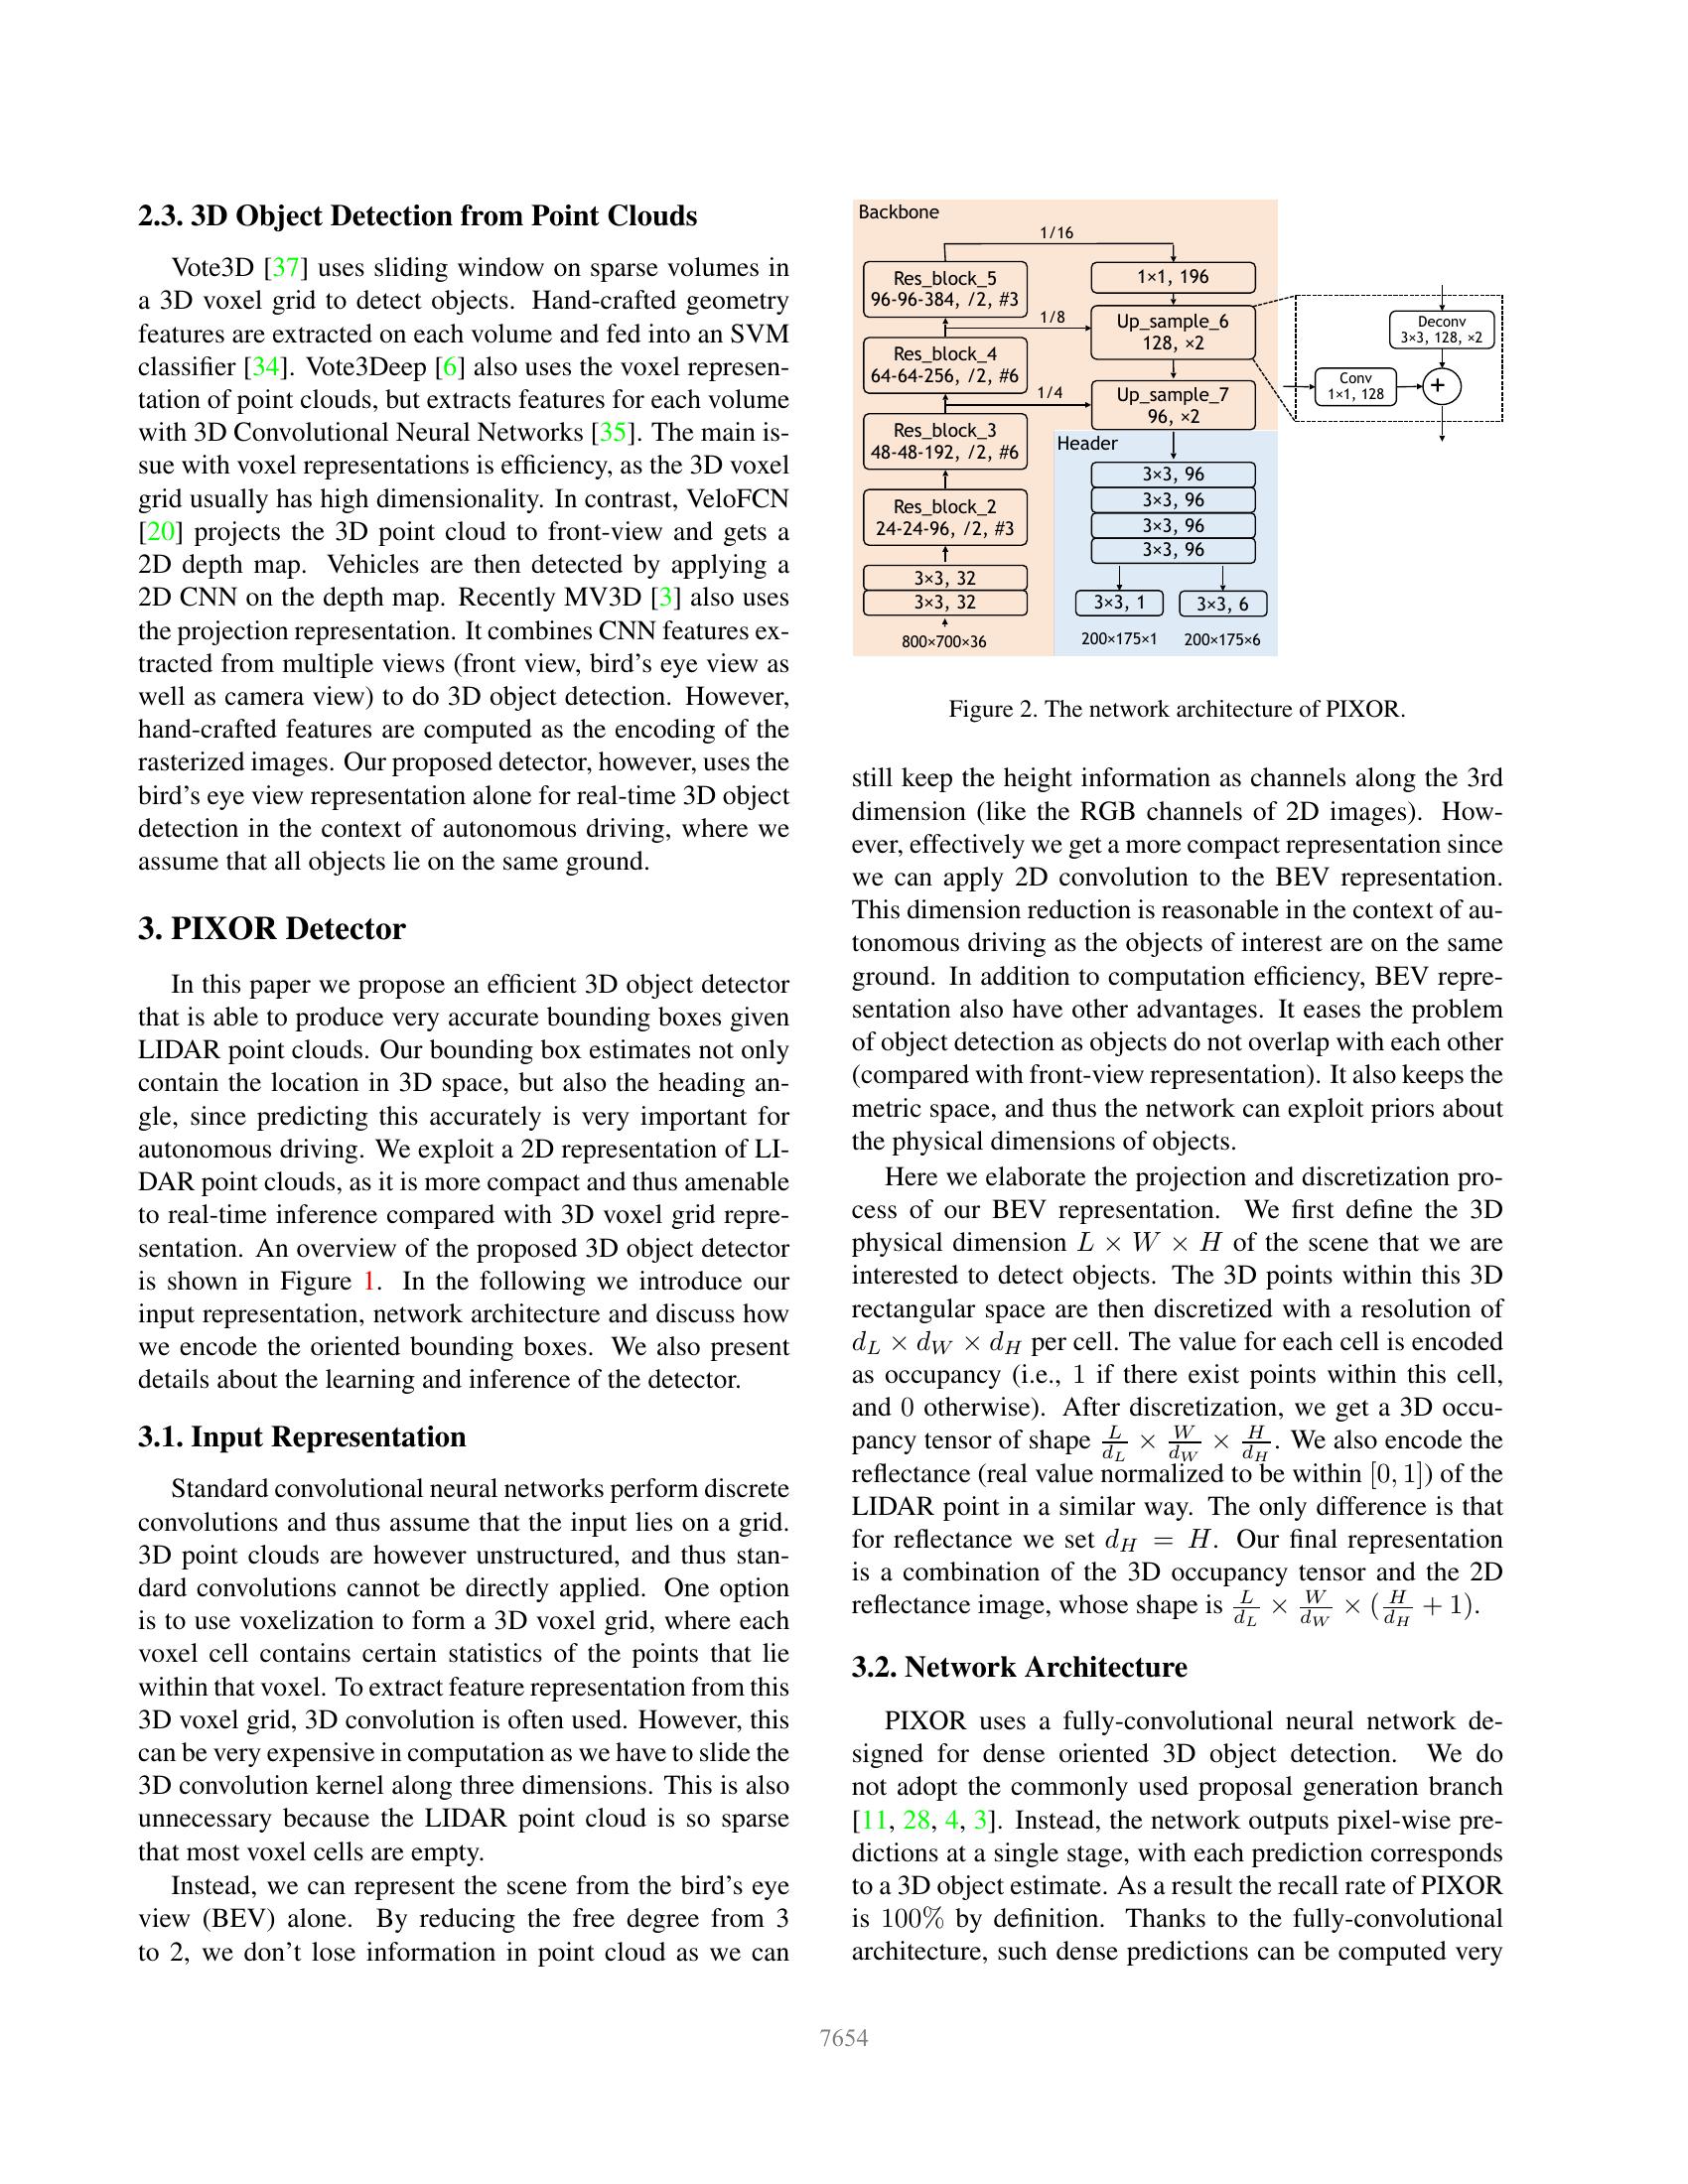 2.3. 3D Object Detection from Point Clouds
Vote3D [37] uses sliding window on sparse volumes in
a 3D voxel grid to detect objects. Hand-crafted geometry
features are extracted on each volume and fed into an SVM
classifier [34]. Vote3Deep [6] also uses the voxel represen-
tation of point clouds, but extracts features for each volume
with 3D Convolutional Neural Networks [35]. The main is-
sue with voxel representations is efficiency, as the 3D voxel
grid usually has high dimensionality. In contrast, VeloFCN
[20] projects the 3D point cloud to front-view and gets a
2D depth map. Vehicles are then detected by applying a
2D CNN on the depth map. Recently MV3D [3] also uses
the projection representation. It combines CNN features ex-
tracted from multiple views (front view, bird's eye view as
well as camera view) to do 3D object detection. However,
hand-crafted features are computed as the encoding of the
rasterized images. Our proposed detector, however, uses the
bird's eye view representation alone for real-time 3D object
detection in the context of autonomous driving, where we
assume that all objects lie on the same ground.
3. PIXOR Detector
In this paper we propose an efficient 3D object detector
that is able to produce very accurate bounding boxes given
LIDAR point clouds. Our bounding box estimates not only
contain the location in 3D space, but also the heading an-
gle, since predicting this accurately is very important for
autonomous driving. We exploit a 2D representation of LI-
DAR point clouds, as it is more compact and thus amenable
to real-time inference compared with 3D voxel grid repre-
sentation. An overview of the proposed 3D object detector
is shown in Figure 1. In the following we introduce our
input representation, network architecture and discuss how
we encode the oriented bounding boxes. We also present
details about the learning and inference of the detector.
3.1. Input Representation
Standard convolutional neural networks perform discrete
convolutions and thus assume that the input lies on a grid.
3D point clouds are however unstructured, and thus stan-
dard convolutions cannot be directly applied. One option
is to use voxelization to form a 3D voxel grid, where each
voxel cell contains certain statistics of the points that lie
within that voxel. To extract feature representation from this
3D voxel grid, 3D convolution is often used. However, this
can be very expensive in computation as we have to slide the
3D convolution kernel along three dimensions. This is also
unnecessary because the LIDAR point cloud is so sparse
that most voxel cells are empty.
Instead, we can represent the scene from the bird's eye
view (BEV) alone. By reducing the free degree from 3
to 2, we don't lose information in point cloud as we can
Backbone
1/16
Res_block_5
96-96-384, /2, #3
1/8
Res_block_4
64-64-256, /2, #6
1/4
Res_block_3
48-48-192, /2, #6
Res_block_2
24-24-96, /2, #3
3×3, 32
3×3, 32
800×700×36
1×1, 196
Up_sample_6
128, ×2
Up_sample_7
96, ×2
Header
3×3, 96
3×3, 96
3×3, 96
3×3, 96
3×3, 1
3×3, 6
200×175×1
200×175×6
Deconv
3×3, 128, ×2
Conv
1×1, 128
+
Figure 2. The network architecture of PIXOR.
still keep the height information as channels along the 3rd
dimension (like the RGB channels of 2D images). How-
ever, effectively we get a more compact representation since
we can apply 2D convolution to the BEV representation.
This dimension reduction is reasonable in the context of au-
tonomous driving as the objects of interest are on the same
ground. In addition to computation efficiency, BEV repre-
sentation also have other advantages. It eases the problem
of object detection as objects do not overlap with each other
(compared with front-view representation). It also keeps the
metric space, and thus the network can exploit priors about
the physical dimensions of objects.
Here we elaborate the projection and discretization pro-
cess of our BEV representation. We first define the 3D
physical dimension L × W × H of the scene that we are
interested to detect objects. The 3D points within this 3D
rectangular space are then discretized with a resolution of
d_L × d_W × d_H per cell. The value for each cell is encoded
as occupancy (i.e., 1 if there exist points within this cell,
and 0 otherwise). After discretization, we get a 3D occu-
pancy tensor of shape L/d_L × W/d_W × H/d_H. We also encode the
reflectance (real value normalized to be within [0, 1]) of the
LIDAR point in a similar way. The only difference is that
for reflectance we set d_H = H. Our final representation
is a combination of the 3D occupancy tensor and the 2D
reflectance image, whose shape is L/d_L × W/d_W × (H/d_H + 1).
3.2. Network Architecture
PIXOR uses a fully-convolutional neural network de-
signed for dense oriented 3D object detection. We do
not adopt the commonly used proposal generation branch
[11, 28, 4, 3]. Instead, the network outputs pixel-wise pre-
dictions at a single stage, with each prediction corresponds
to a 3D object estimate. As a result the recall rate of PIXOR
is 100% by definition. Thanks to the fully-convolutional
architecture, such dense predictions can be computed very
7654